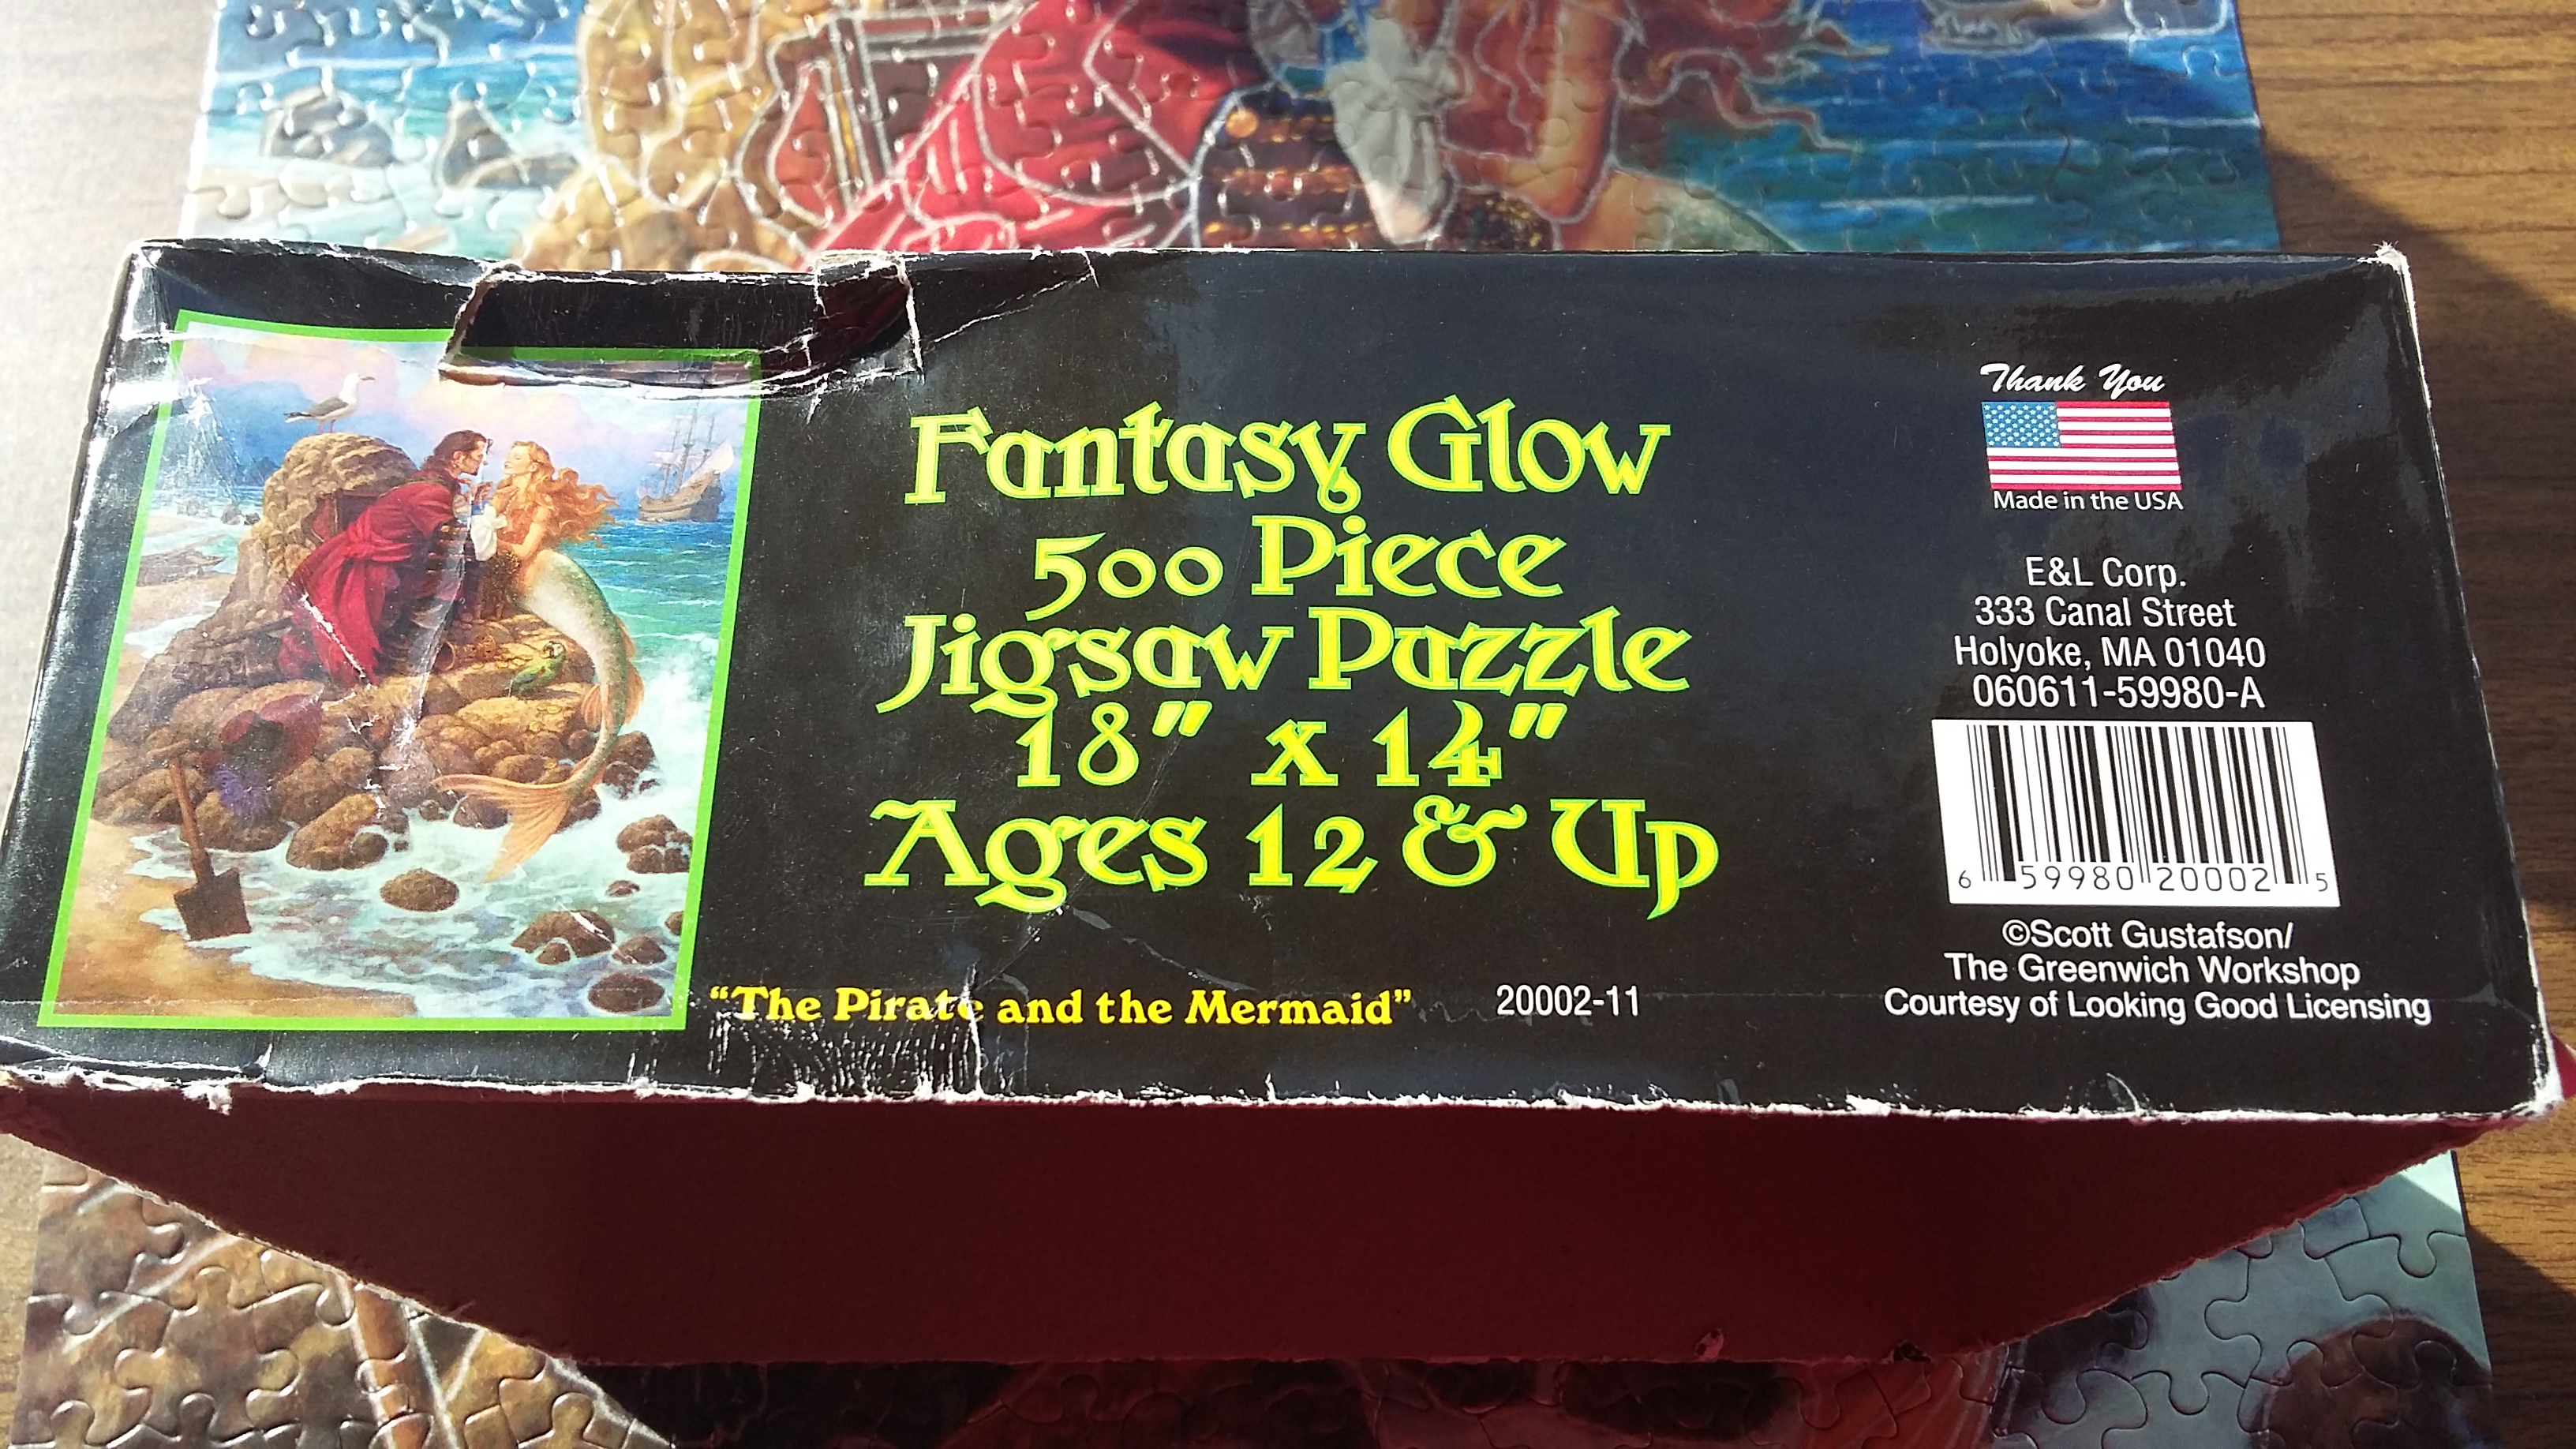 Fantasy Glow
500 Piece
Jigsaw Puzzle
18" x 14"
Ages 12 & Up
"The Pirate and the Mermaid"
20002-11
Thank You
Made in the USA
E&L Corp.
333 Canal Street
Holyoke, MA 01040
060611-59980-A
6 59980 20002 5
©Scott Gustafson/
The Greenwich Workshop
Courtesy of Looking Good Licensing